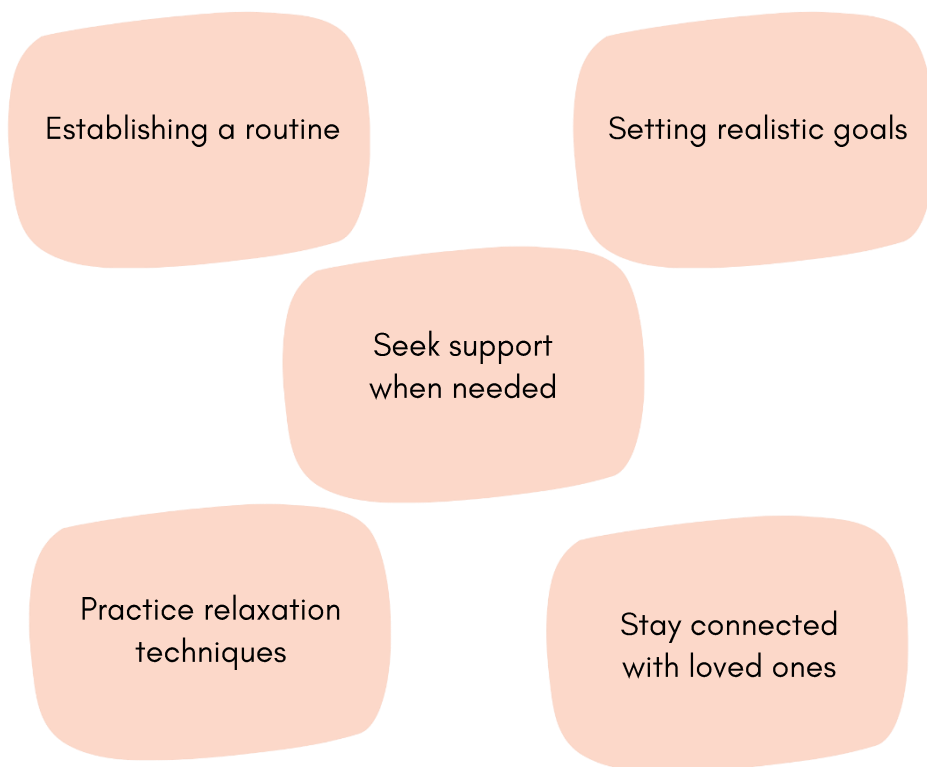 Establishing a routine
Setting realistic goals
Seek support
when needed
Practice relaxation
techniques
Stay connected
with loved ones